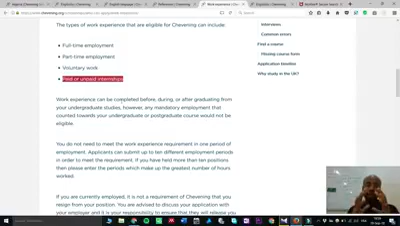 The types of work experience that are eligible for Chevening can include:
Full-time employment
Part-time employment
Voluntary work
Paid or unpaid internships
Work experience can be completed before, during, or after graduating from
your undergraduate studies, however, any mandatory employment that
counted towards your undergraduate or postgraduate course would not be
eligible.
You do not need to meet the work experience requirement in one period of
employment. Applicants can submit up to ten different employment periods
in order to meet the requirement. If you have held more than ten positions
then please enter the periods which make up the greatest number of hours
worked.
If you are currently employed, it is not a requirement of Chevening that you
resign from your position. You are advised to discuss your application with
your employer and it is your responsibility to ensure that they will release you
Interviews
Common errors
Find a course
Missing course form
Application timeline
Why study in the UK?